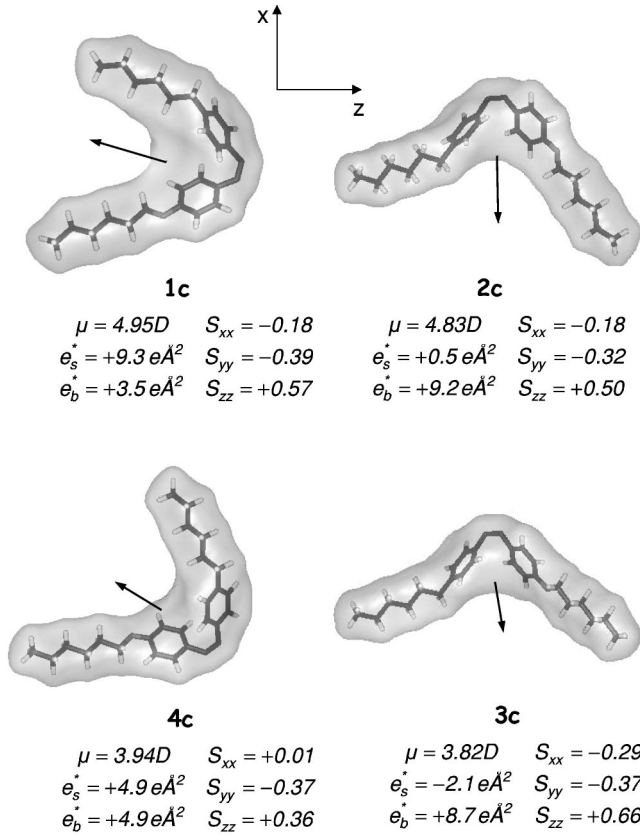 x
z
1c
μ = 4.95D S_xx = −0.18
e*_s = +9.3 eÅ² S_yy = −0.39
e*_b = +3.5 eÅ² S_zz = +0.57
2c
μ = 4.83D S_xx = −0.18
e*_s = +0.5 eÅ² S_yy = −0.32
e*_b = +9.2 eÅ² S_zz = +0.50
4c
μ = 3.94D S_xx = +0.01
e*_s = +4.9 eÅ² S_yy = −0.37
e*_b = +4.9 eÅ² S_zz = +0.36
3c
μ = 3.82D S_xx = −0.29
e*_s = −2.1 eÅ² S_yy = −0.37
e*_b = +8.7 eÅ² S_zz = +0.66